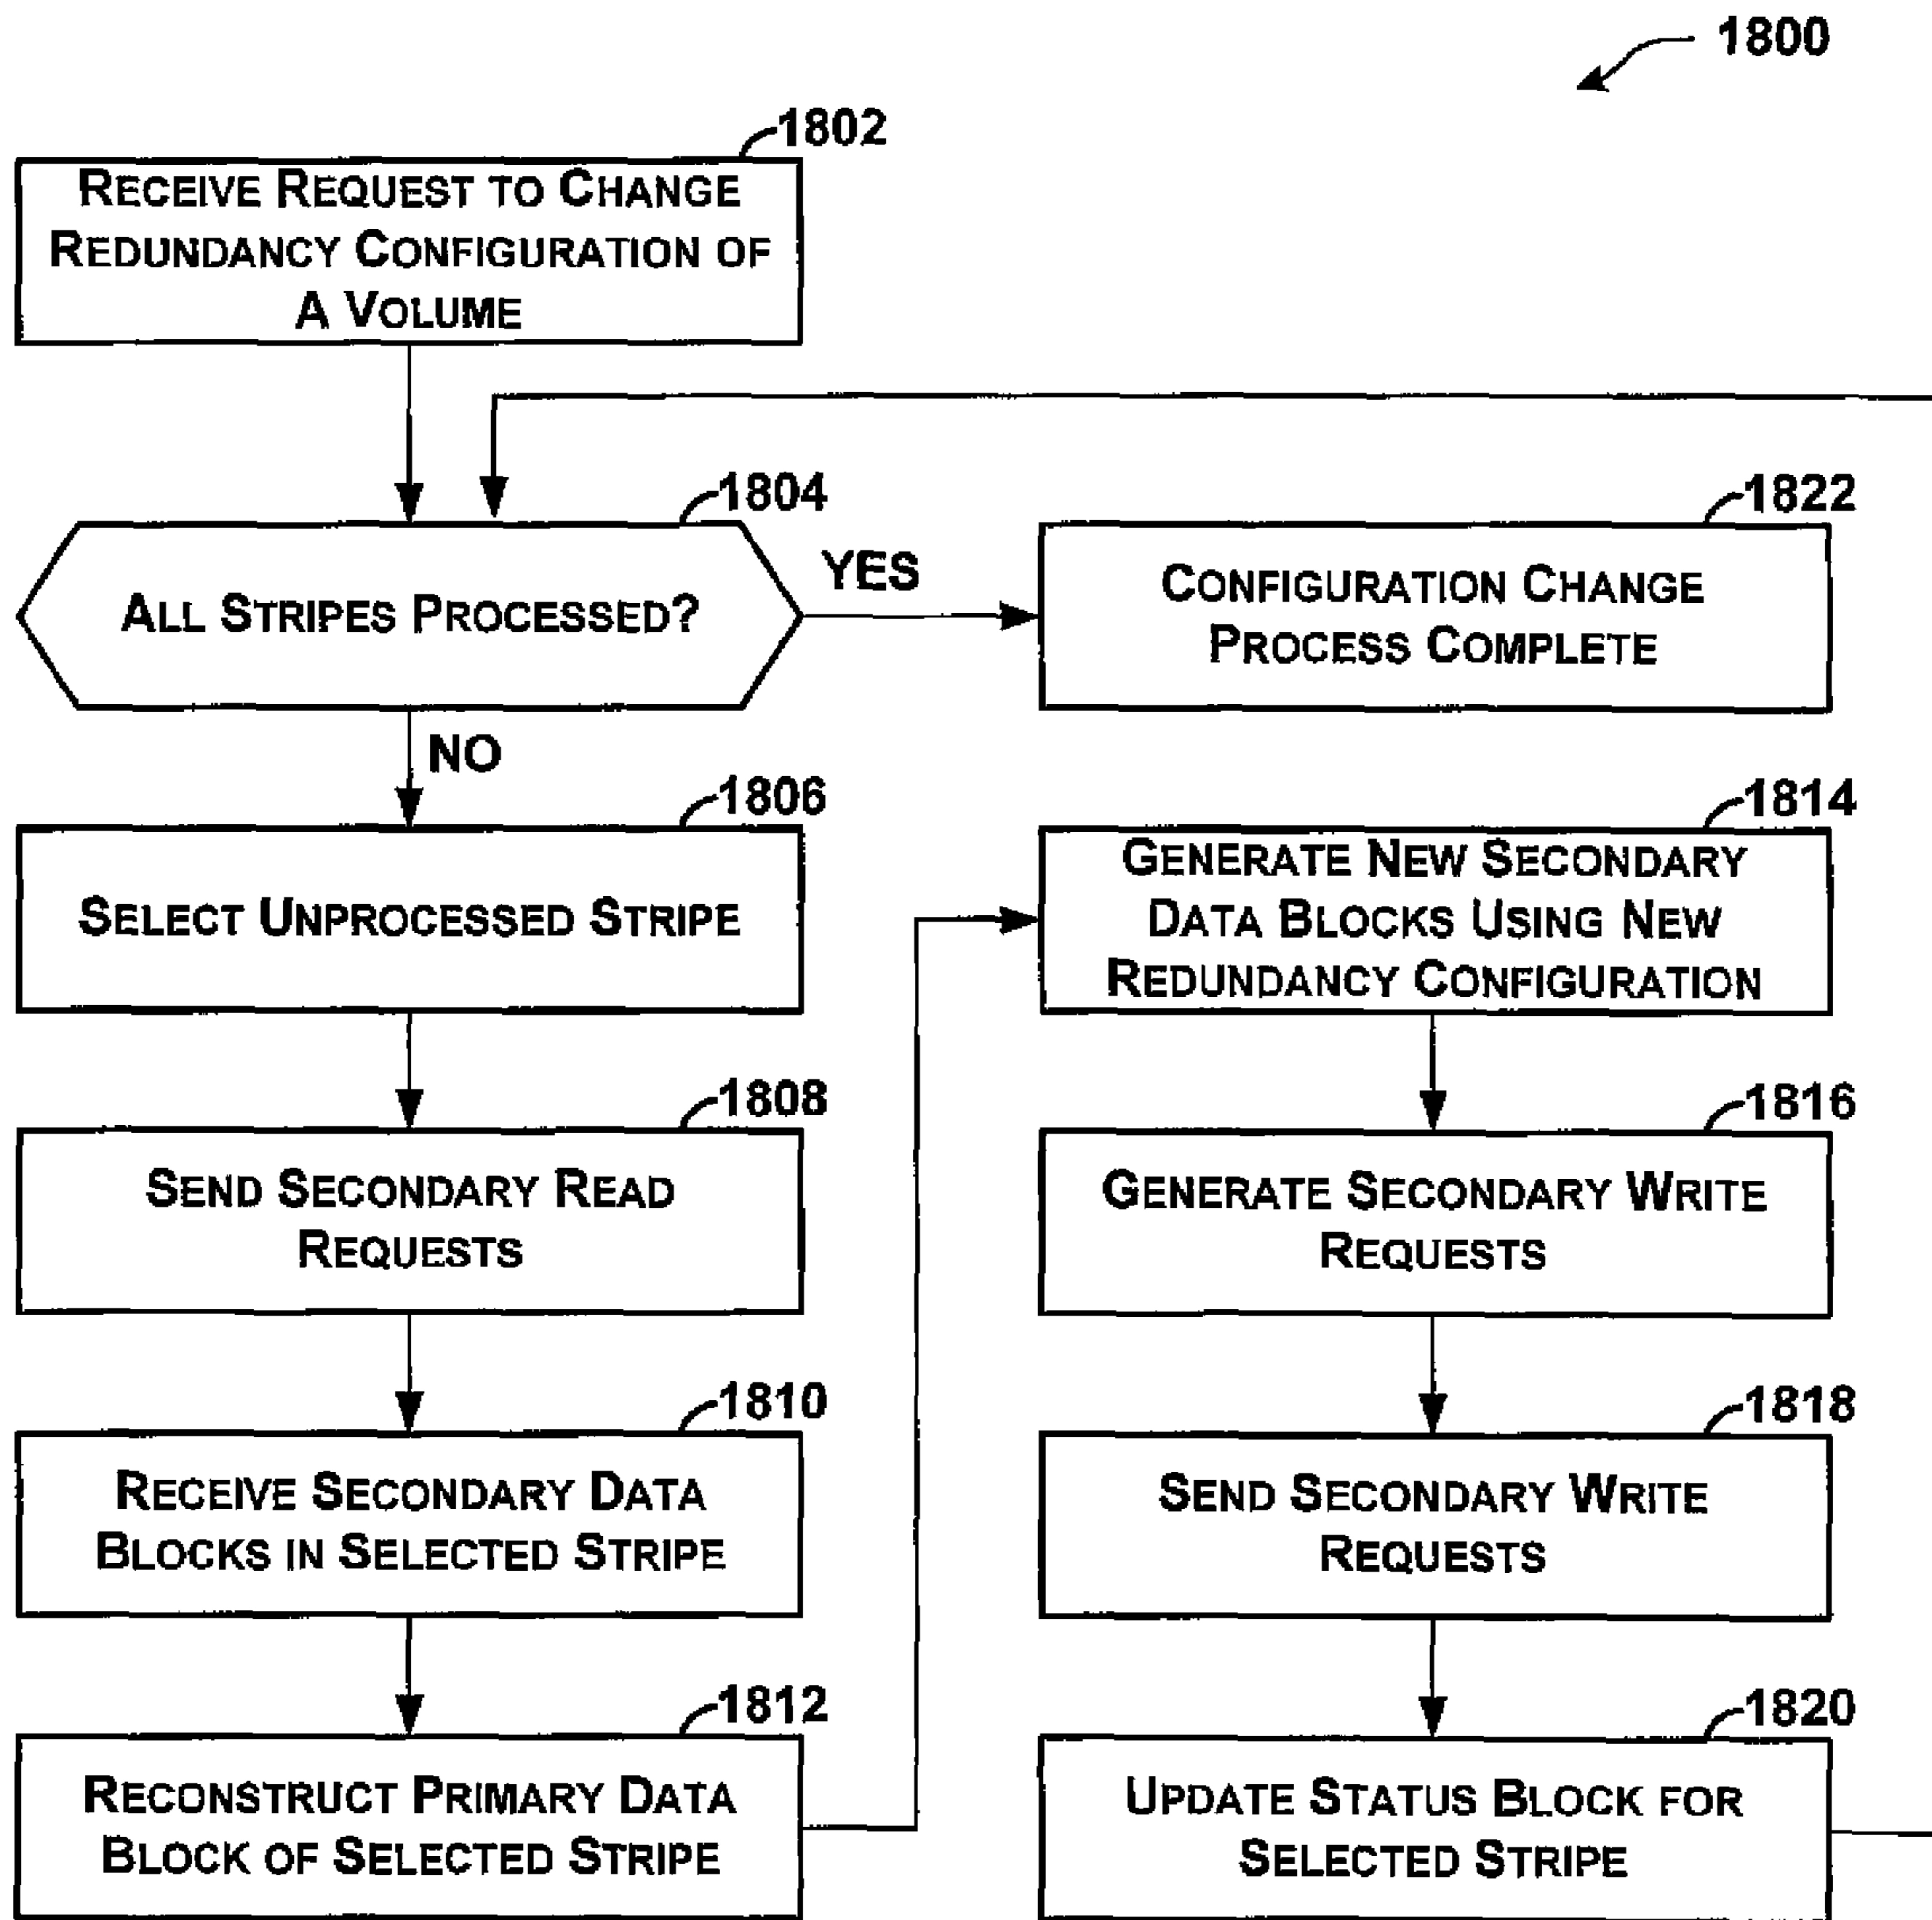 1800
1802
RECEIVE REQUEST TO CHANGE
REDUNDANCY CONFIGURATION OF
A VOLUME
1804
ALL STRIPES PROCESSED?
YES
NO
1822
CONFIGURATION CHANGE
PROCESS COMPLETE
1806
SELECT UNPROCESSED STRIPE
1808
SEND SECONDARY READ
REQUESTS
1810
RECEIVE SECONDARY DATA
BLOCKS IN SELECTED STRIPE
1812
RECONSTRUCT PRIMARY DATA
BLOCK OF SELECTED STRIPE
1814
GENERATE NEW SECONDARY
DATA BLOCKS USING NEW
REDUNDANCY CONFIGURATION
1816
GENERATE SECONDARY WRITE
REQUESTS
1818
SEND SECONDARY WRITE
REQUESTS
1820
UPDATE STATUS BLOCK FOR
SELECTED STRIPE